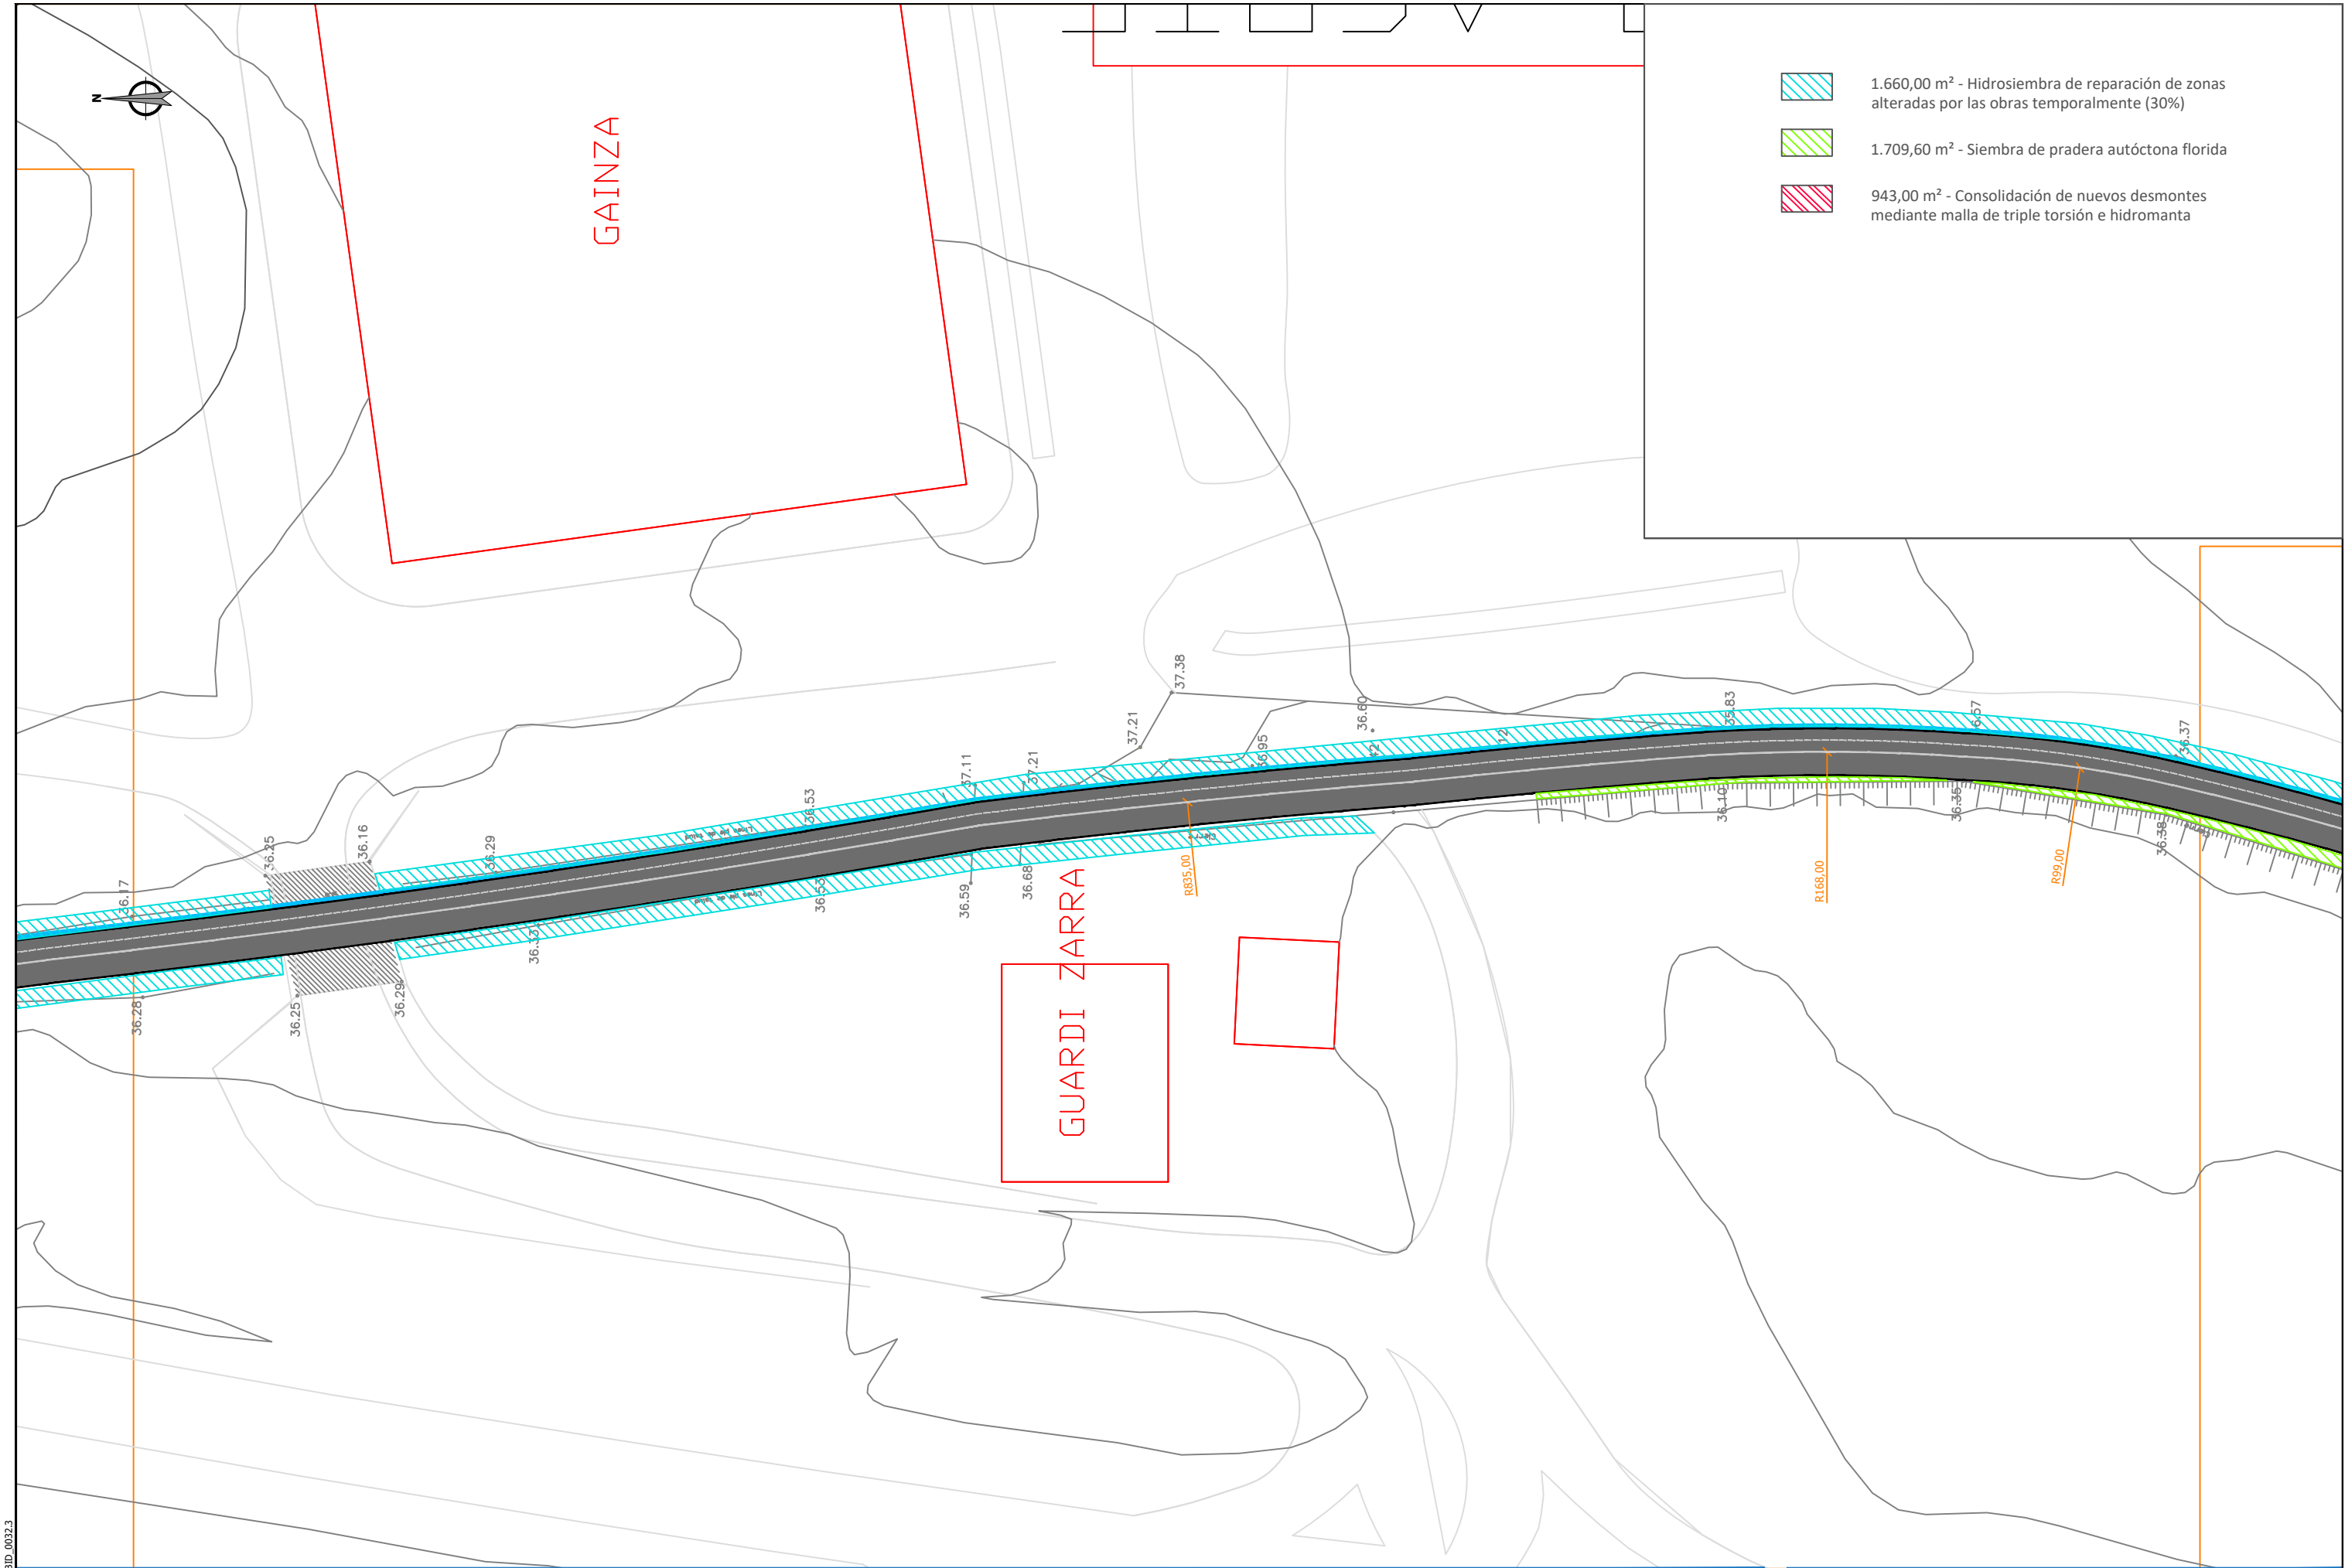 N
GAINZA
1.660,00 m² - Hidrosiembra de reparación de zonas
alteradas por las obras temporalmente (30%)
1.709,60 m² - Siembra de pradera autóctona florida
943,00 m² - Consolidación de nuevos desmontes
mediante malla de triple torsión e hidromanta
37.38
37.21
36.60
35.83
36.37
37.11
37.21
36.53
36.29
36.16
36.25
36.17
36.28
36.25
36.29
36.33
36.53
36.59
36.68
36.10
36.35
36.38
R835,00
R168,00
R99,00
GUARDI ZARRA
BID_0032.3